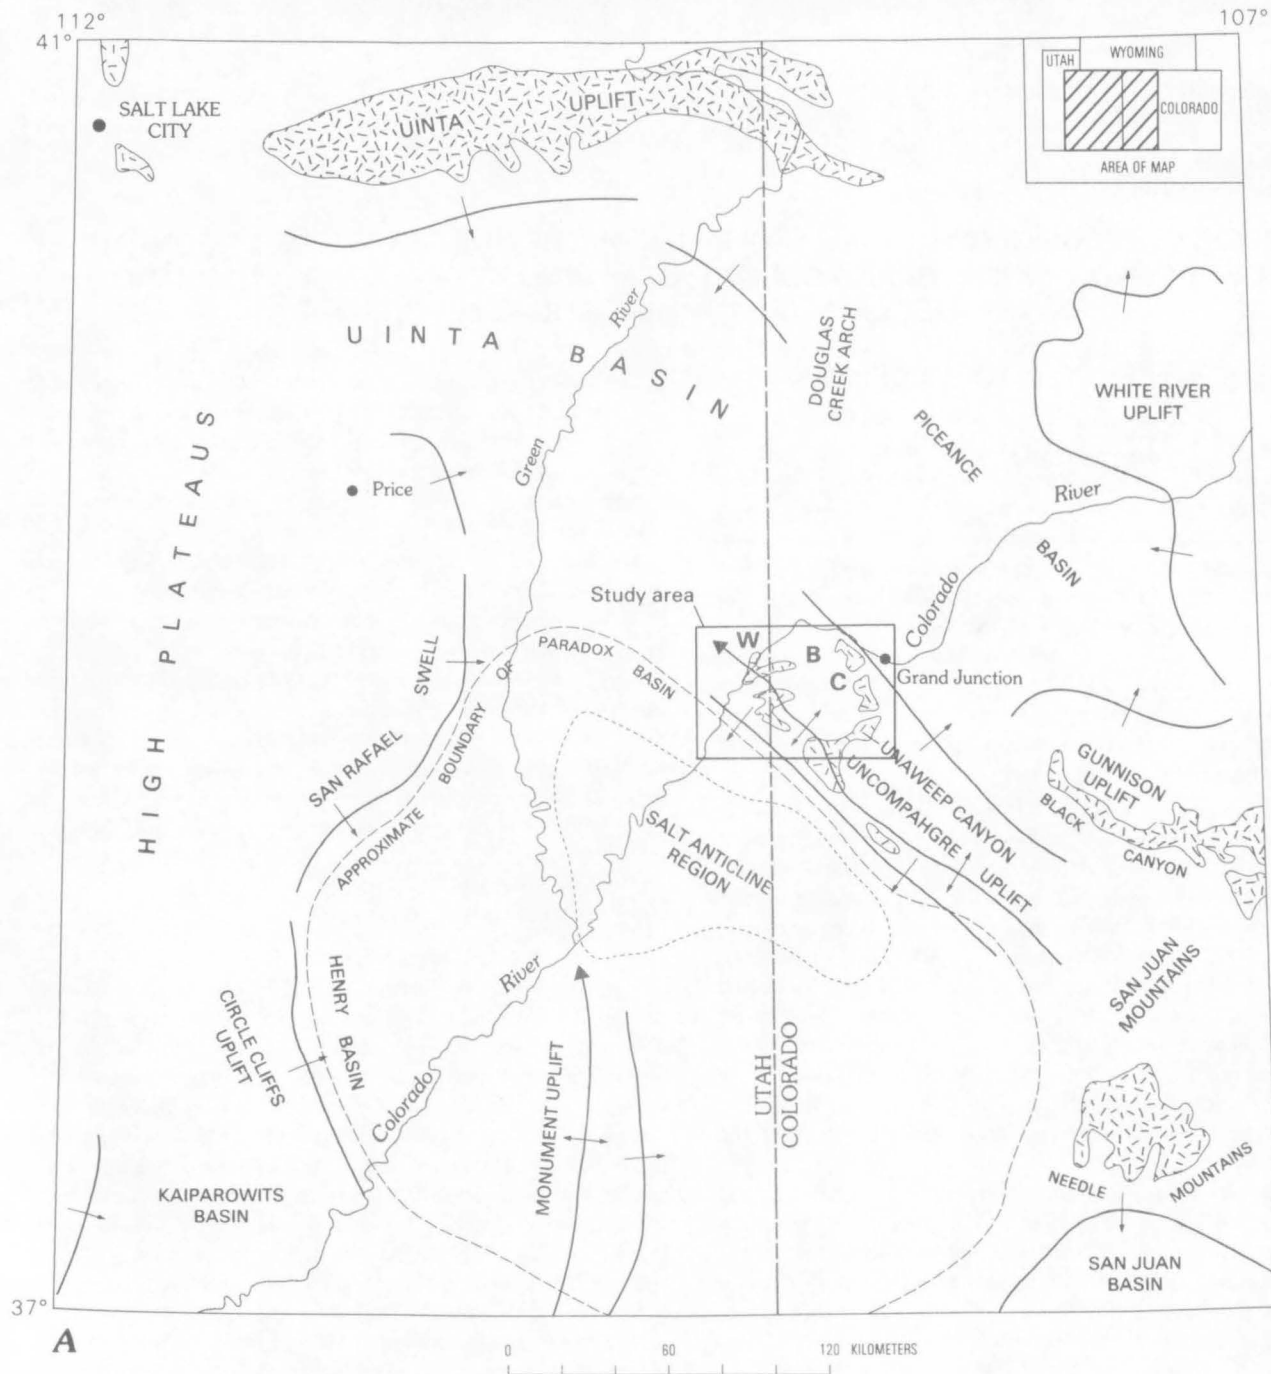 112°
107°
41°
UTAH
WYOMING
COLORADO
AREA OF MAP
SALT LAKE
CITY
UINTA
UPLIFT
River
UINTA BASIN
DOUGLAS
CREEK ARCH
WHITE RIVER
UPLIFT
PICEANCE
River
HIGH PLATEAUS
Green
Price
BASIN
Study area
Colorado
W
B
C
Grand Junction
SWELL
SAN RAFAEL
APPROXIMATE BOUNDARY OF PARADOX BASIN
UNAWEEP CANYON
UNCOMPAHGRE UPLIFT
GUNNISON
UPLIFT
BLACK
CANYON
SALT ANTICLINE
REGION
HENRY BASIN
River
SAN JUAN
MOUNTAINS
CIRCLE CLIFFS
UPLIFT
Colorado
MONUMENT UPLIFT
UTAH
COLORADO
NEEDLE
MOUNTAINS
KAIPAROWITS
BASIN
SAN JUAN
BASIN
37°
A
0 60 120 KILOMETERS